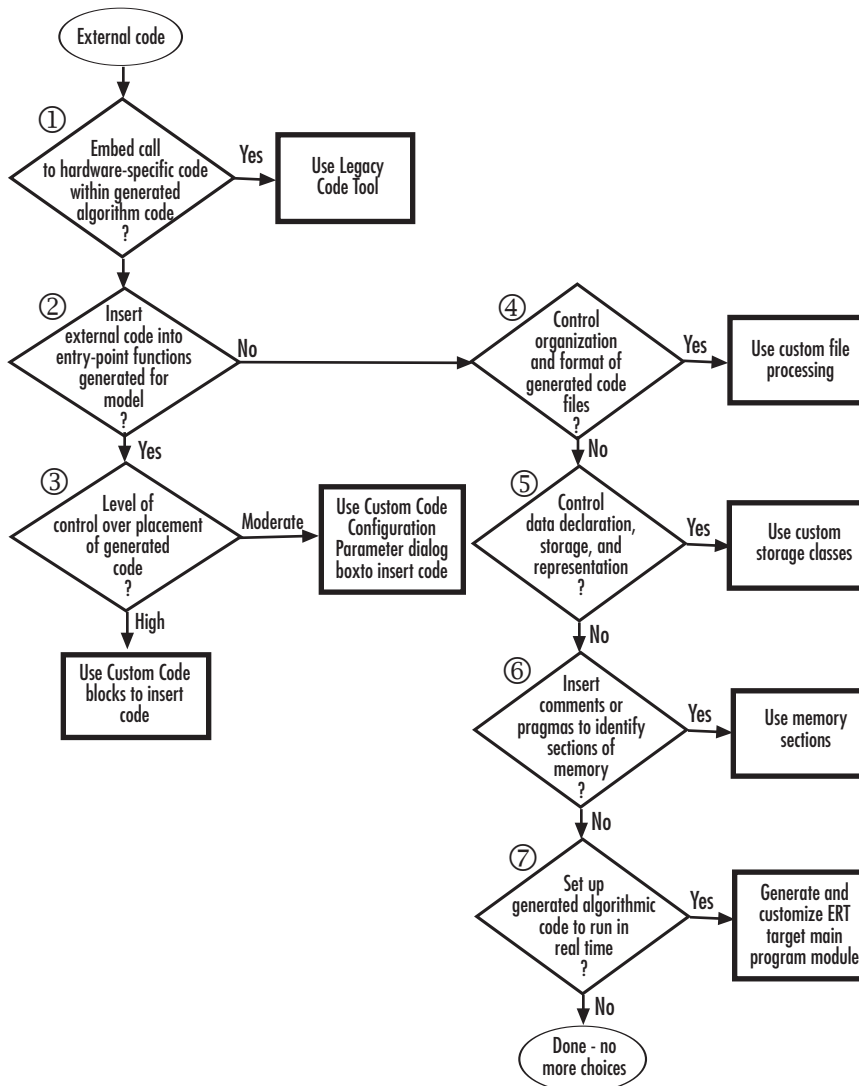 External code
①
Embed call
to hardware-specific code
within generated
algorithm code
?
Yes
Use Legacy
Code Tool
②
Insert
external code into
entry-point functions
generated for
model
?
No
Yes
③
Level of
control over placement
of generated
code
?
Moderate
Use Custom Code
Configuration
Parameter dialog
boxto insert code
High
Use Custom Code
blocks to insert
code
④
Control
organization
and format of
generated code
files
?
Yes
Use custom file
processing
No
⑤
Control
data declaration,
storage, and
representation
?
Yes
Use custom
storage classes
No
⑥
Insert
comments or
pragmas to identify
sections of
memory
?
Yes
Use memory
sections
No
⑦
Set up
generated algorithmic
code to run in
real time
?
Yes
Generate and
customize ERT
target main
program module
No
Done - no
more choices